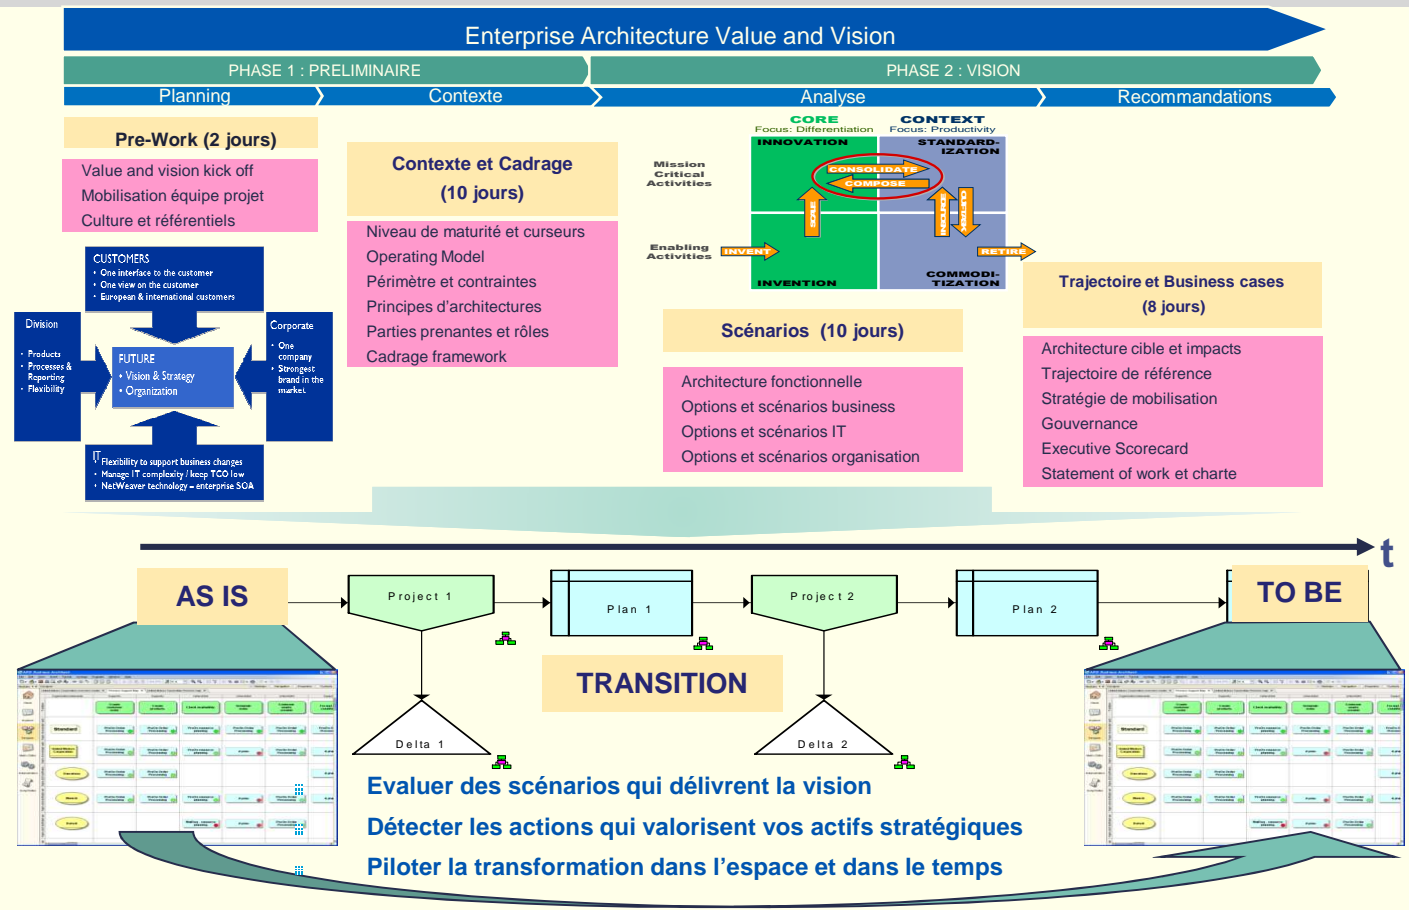 Enterprise Architecture Value and Vision
PHASE 1 : PRELIMINAIRE
PHASE 2 : VISION
Planning
Contexte
Analyse
Recommandations
Pre-Work (2 jours)
Value and vision kick off
Mobilisation équipe projet
Culture et référentiels
CUSTOMERS
• One interface to the customer
• One view on the customer
• European & international customers
Division
• Products
• Processes &
Reporting
• Flexibility
FUTURE
• Vision & Strategy
• Organization
Corporate
• One
company
• Strongest
brand in the
market
IT
• Flexibility to support business changes
• Manage IT complexity / keep TCO low
• NetWeaver technology – enterprise SOA
Contexte et Cadrage
(10 jours)
Niveau de maturité et curseurs
Operating Model
Périmètre et contraintes
Principes d’architectures
Parties prenantes et rôles
Cadrage framework
CORE
Focus: Differentiation
CONTEXT
Focus: Productivity
INNOVATION
STANDARD-
IZATION
Mission
Critical
Activities
CONSOLIDATE
COMPOSE
Enabling
Activities
INVENT
RETIRE
INVENTION
COMMODI-
TIZATION
Scénarios (10 jours)
Architecture fonctionnelle
Options et scénarios business
Options et scénarios IT
Options et scénarios organisation
Trajectoire et Business cases
(8 jours)
Architecture cible et impacts
Trajectoire de référence
Stratégie de mobilisation
Gouvernance
Executive Scorecard
Statement of work et charte
t
AS IS
Project 1
Plan 1
Project 2
Plan 2
TO BE
TRANSITION
Delta 1
Delta 2
Standard
Standard
Evaluer des scénarios qui délivrent la vision
Détecter les actions qui valorisent vos actifs stratégiques
Piloter la transformation dans l’espace et dans le temps